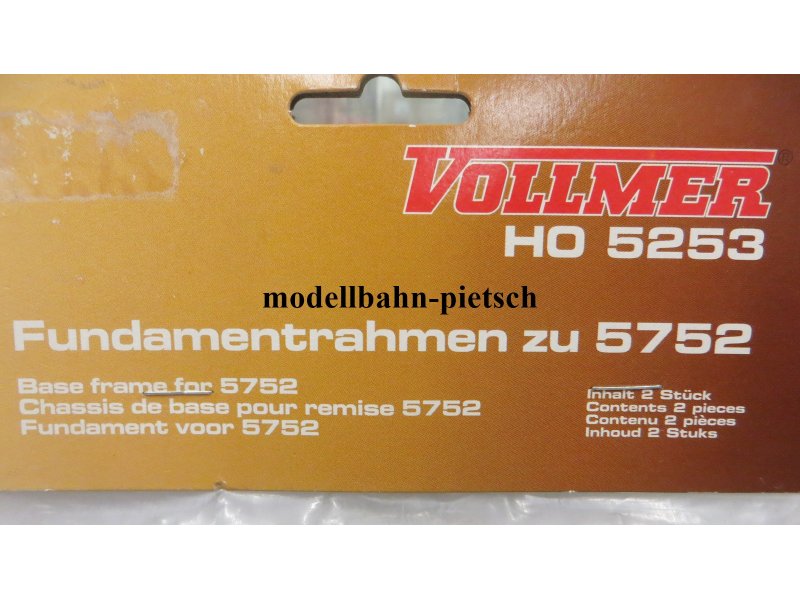 VOLLMER®
HO 5253
modellbahn-pietsch
Fundamentrahmen zu 5752
Base frame for 5752
Chassis de base pour remise 5752
Fundament voor 5752
Inhalt 2 Stück
Contents 2 pieces
Contenu 2 pièces
Inhoud 2 Stuks